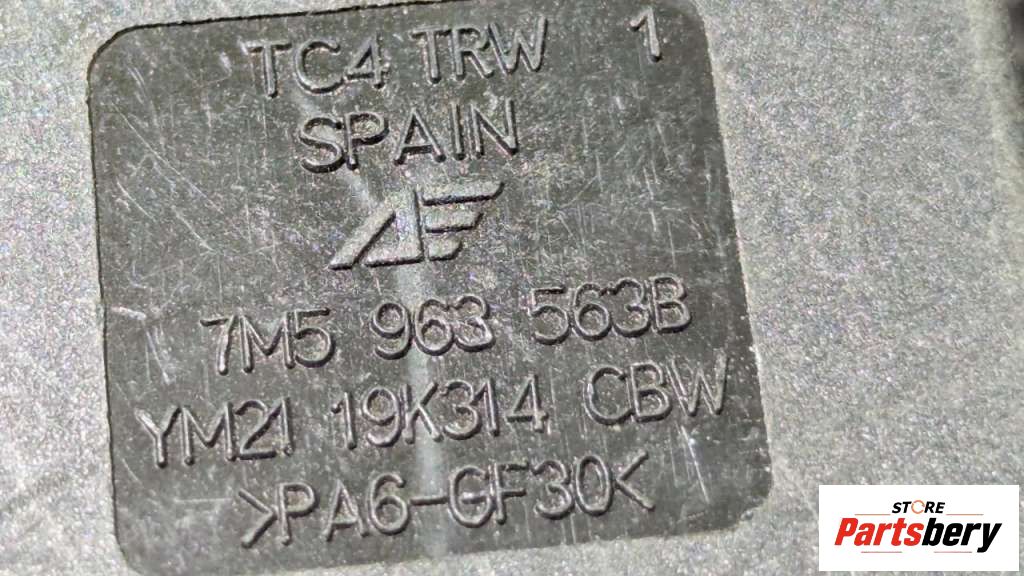 TC4 TRW 1
SPAIN
7M5 963 563B
YM21 19K314 CBW
>PA6-GF30<
STORE
Partsbery